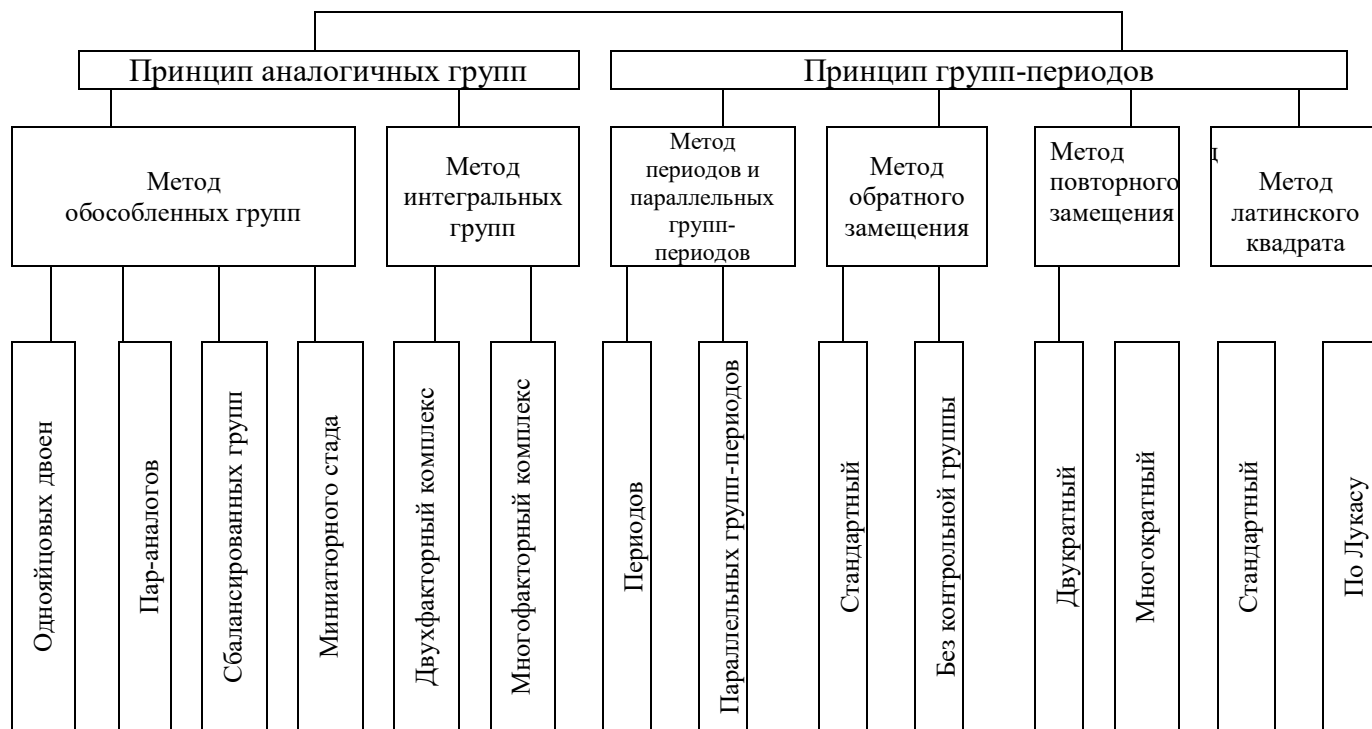 Принцип аналогичных групп
Принцип групп-периодов
Метод
обособленных групп
Метод
интегральных
групп
Метод
периодов и
параллельных
групп-
периодов
Метод
обратного
замещения
Метод
повторного
замещения
д
Метод
латинского
квадрата
Однояйцовых двоен
Пар-аналогов
Сбалансированных групп
Миниатюрного стада
Двухфакторный комплекс
Многофакторный комплекс
Периодов
Параллельных групп-периодов
Стандартный
Без контрольной группы
Двукратный
Многократный
Стандартный
По Лукасу